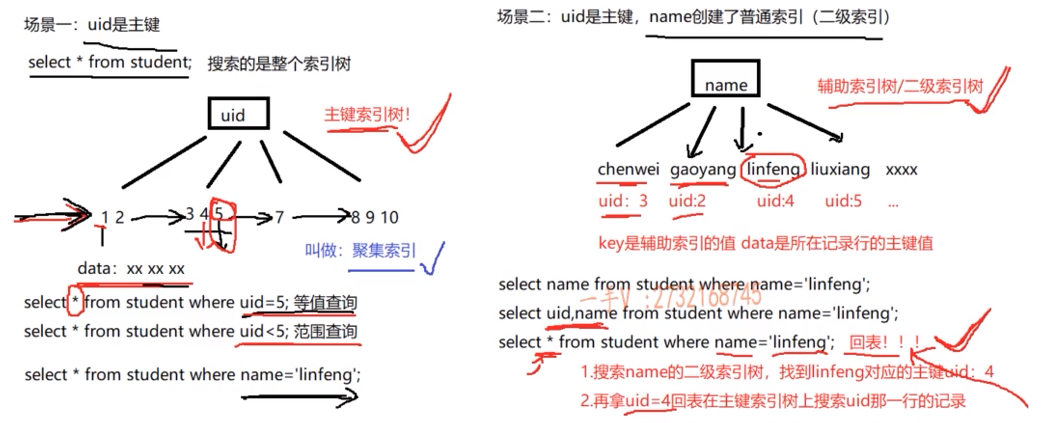 场景一：uid是主键
select * from student; 搜索的是整个索引树
uid
主键索引树！
1 2
3 4 5
7
8 9 10
叫做：聚集索引
data：xx xx xx
select * from student where uid=5; 等值查询
select * from student where uid<5; 范围查询
select * from student where name='linfeng';
场景二：uid是主键，name创建了普通索引（二级索引）
name
辅助索引树/二级索引树
chenwei gaoyang linfeng liuxiang xxxx
uid：3 uid:2 uid:4 uid:5 ...
key是辅助索引的值 data是所在记录行的主键值
select name from student where name='linfeng';
一手V :2732168745
select uid,name from student where name='linfeng';
select * from student where name='linfeng'; 回表！！！
1.搜索name的二级索引树，找到linfeng对应的主键uid：4
2.再拿uid=4回表在主键索引树上搜索uid那一行的记录